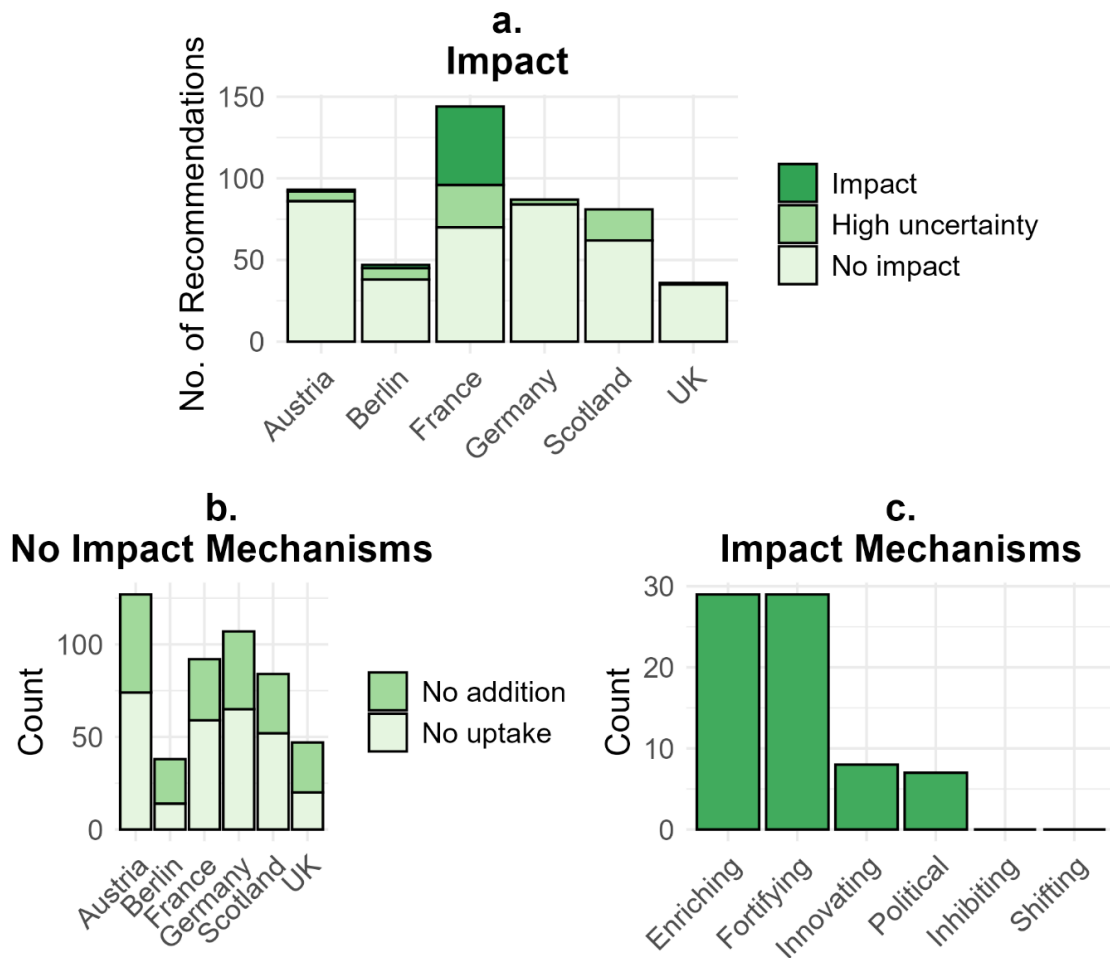 a.
Impact
No. of Recommendations
150
100
50
0
Austria
Berlin
France
Germany
Scotland
UK
Impact
High uncertainty
No impact
b.
No Impact Mechanisms
Count
100
50
0
Austria
Berlin
France
Germany
Scotland
UK
No addition
No uptake
c.
Impact Mechanisms
Count
30
20
10
0
Enriching
Fortifying
Innovating
Political
Inhibiting
Shifting